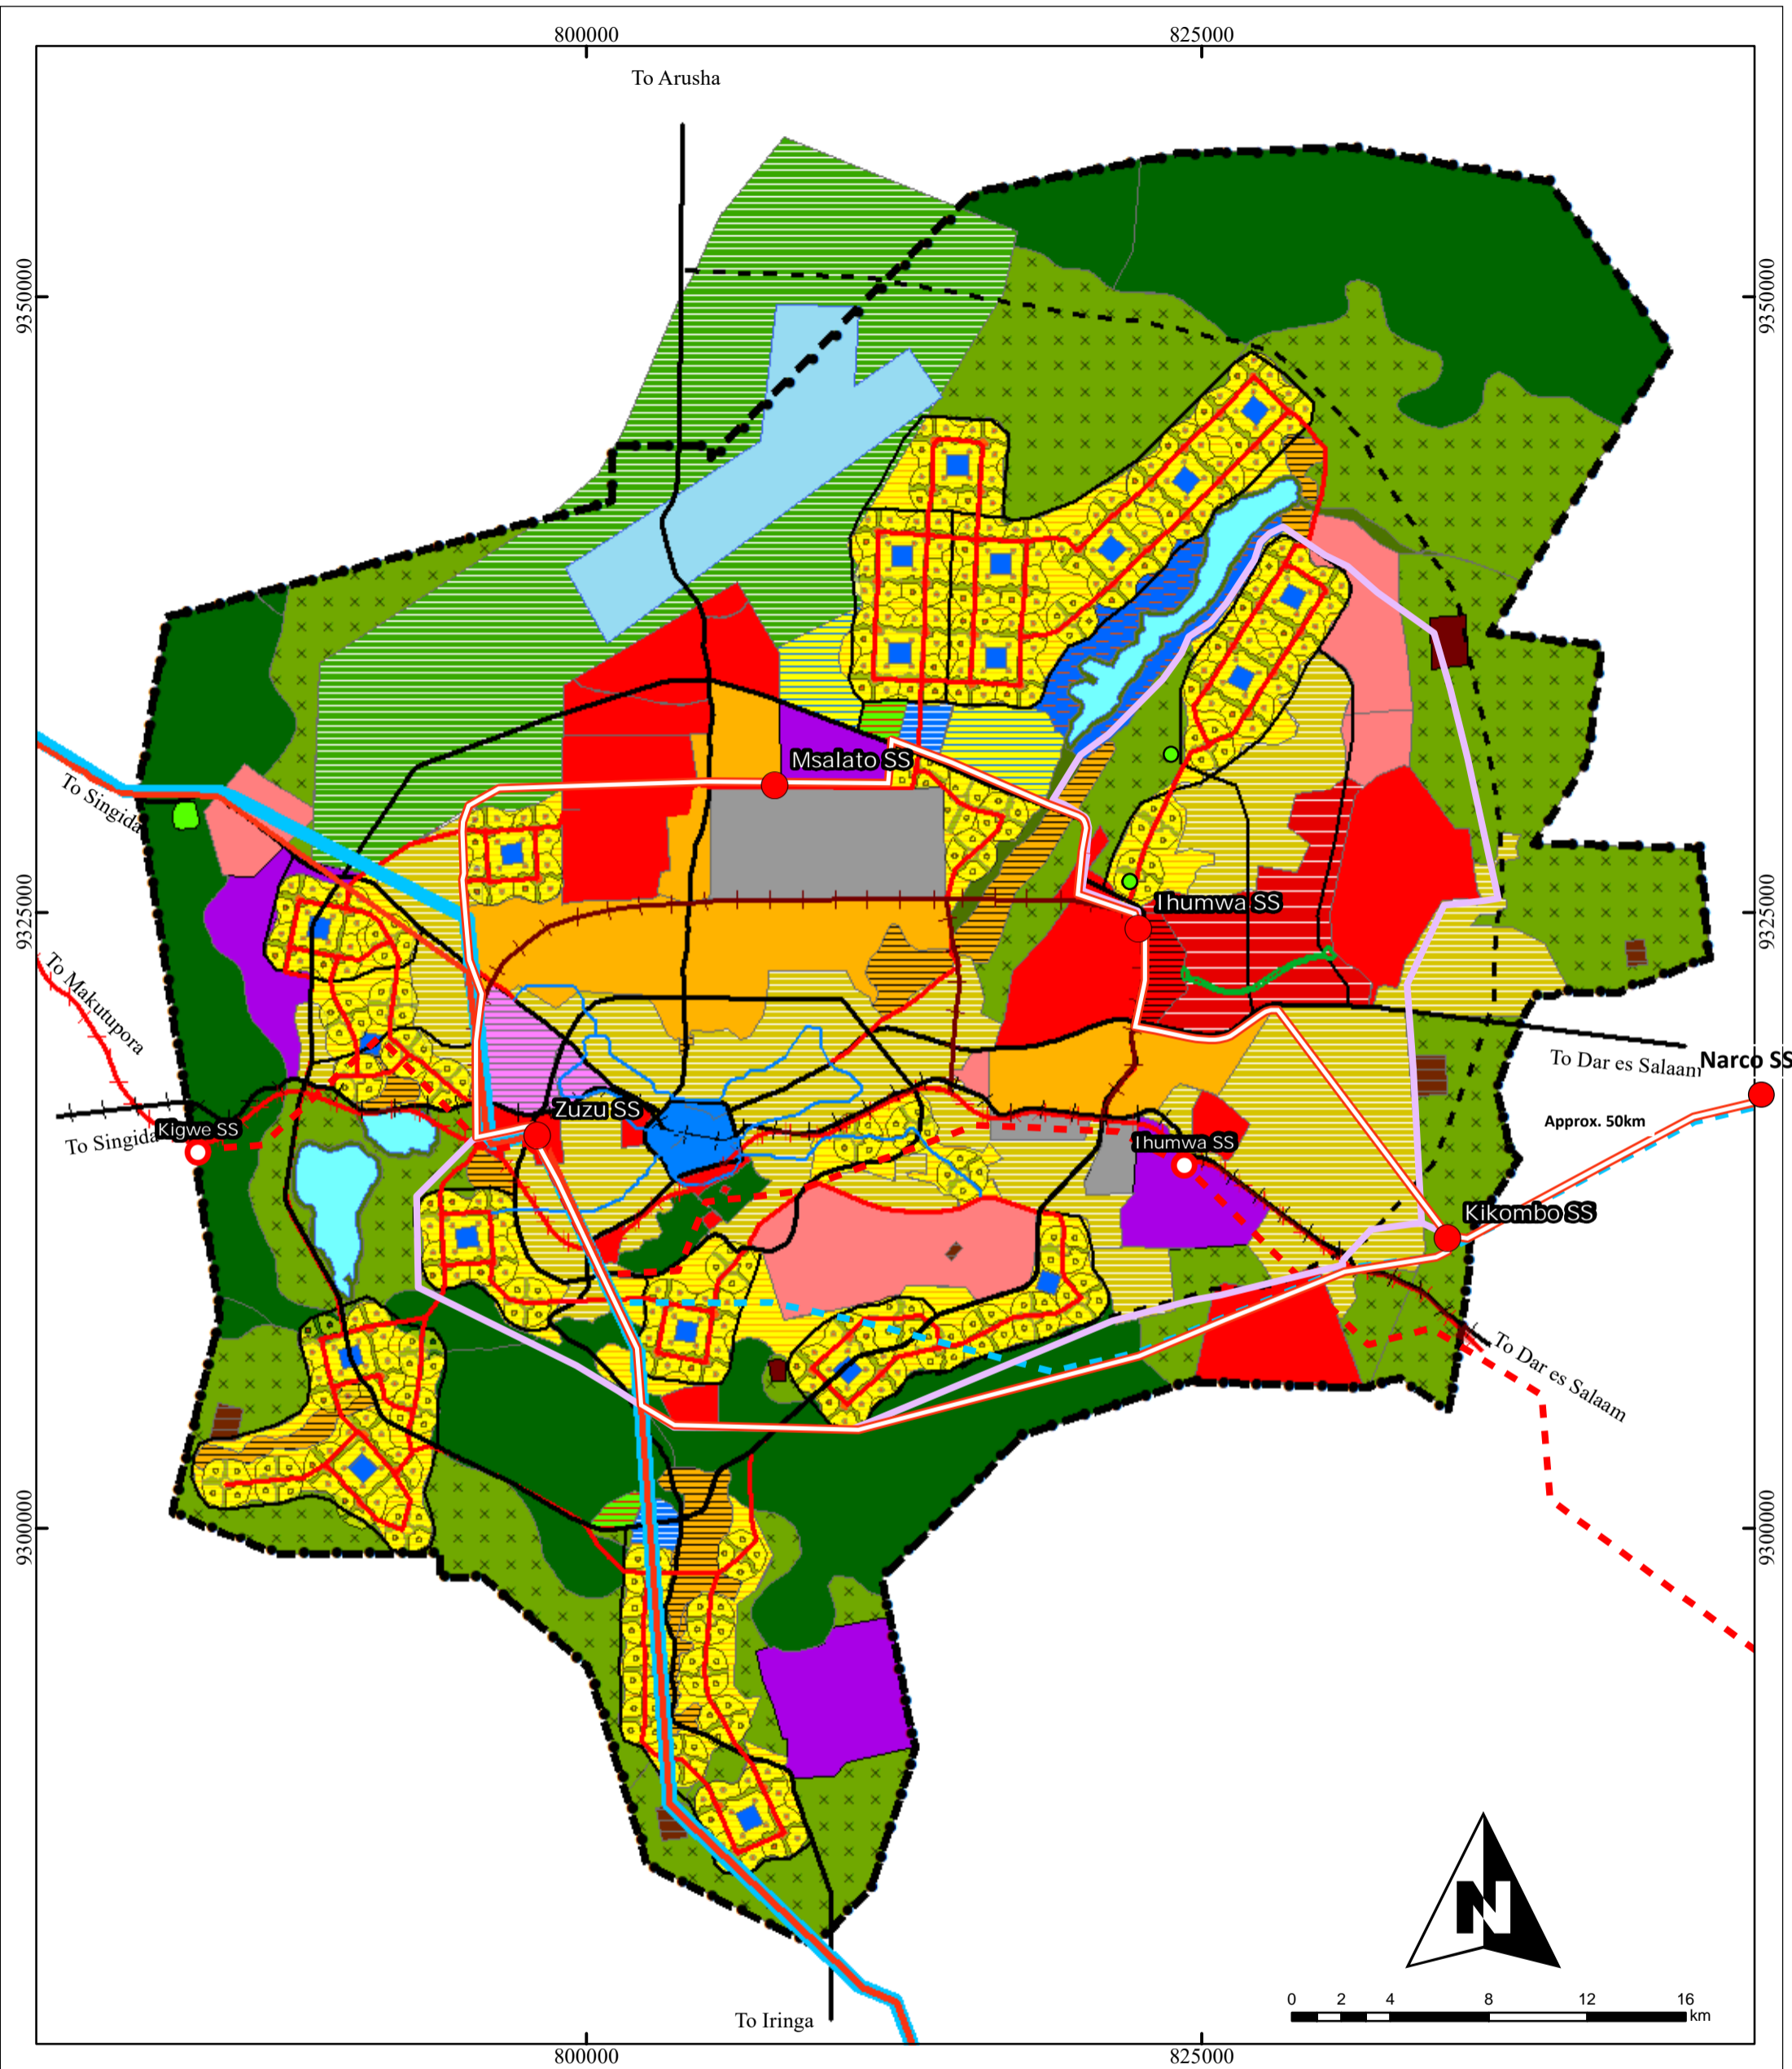 800000
825000
To Arusha
9350000
9350000
Msalato SS
To Singida
Ihumwa SS
9325000
9325000
To Makutupora
To Dar es Salaam
Narco SS
Zuzu SS
Approx. 50km
To Singida
Kigwe SS
Ihumwa SS
Kikombo SS
To Dar es Salaam
9300000
9300000
N
0 2 4 8 12 16
km
To Iringa
800000
825000